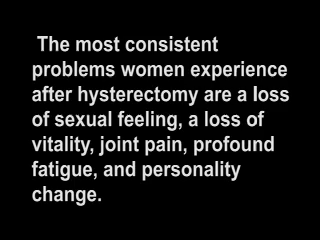 The most consistent
problems women experience
after hysterectomy are a loss
of sexual feeling, a loss of
vitality, joint pain, profound
fatigue, and personality
change.